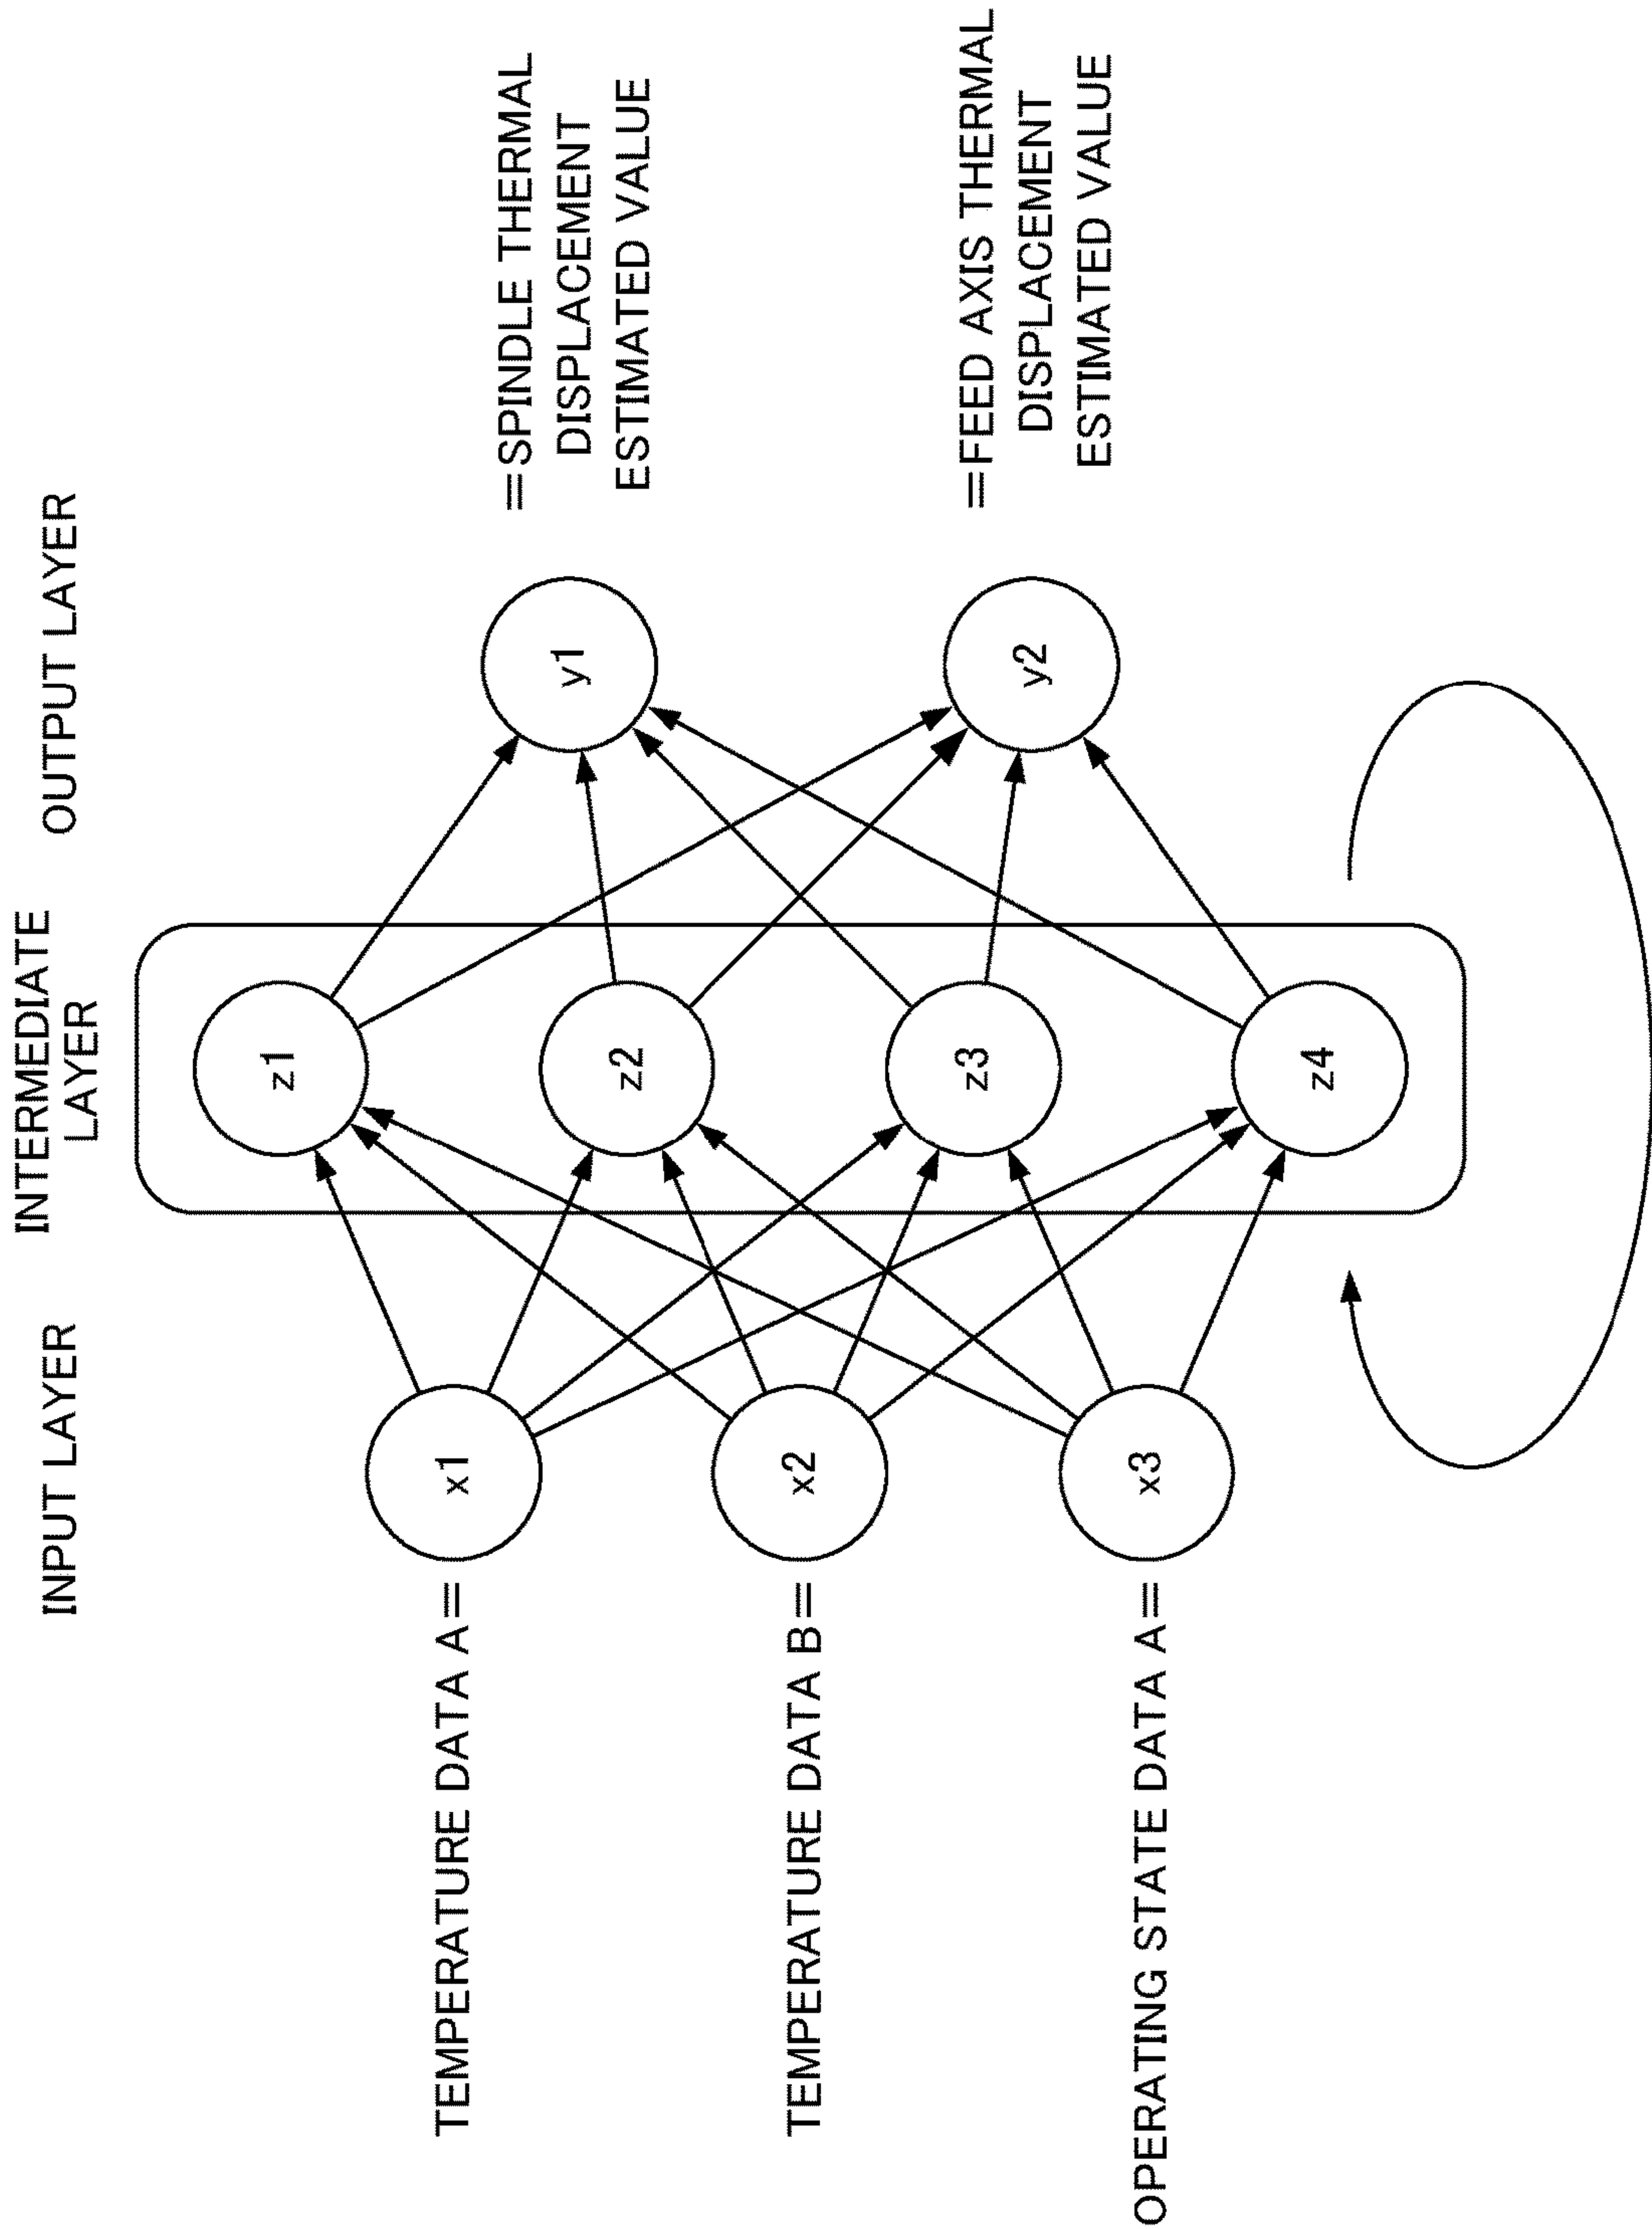 INPUT LAYER
INTERMEDIATE
LAYER
OUTPUT LAYER
TEMPERATURE DATA A=
x1
TEMPERATURE DATA B=
x2
OPERATING STATE DATA A=
x3
z1
z2
z3
z4
y1
=SPINDLE THERMAL
DISPLACEMENT
ESTIMATED VALUE
y2
=FEED AXIS THERMAL
DISPLACEMENT
ESTIMATED VALUE